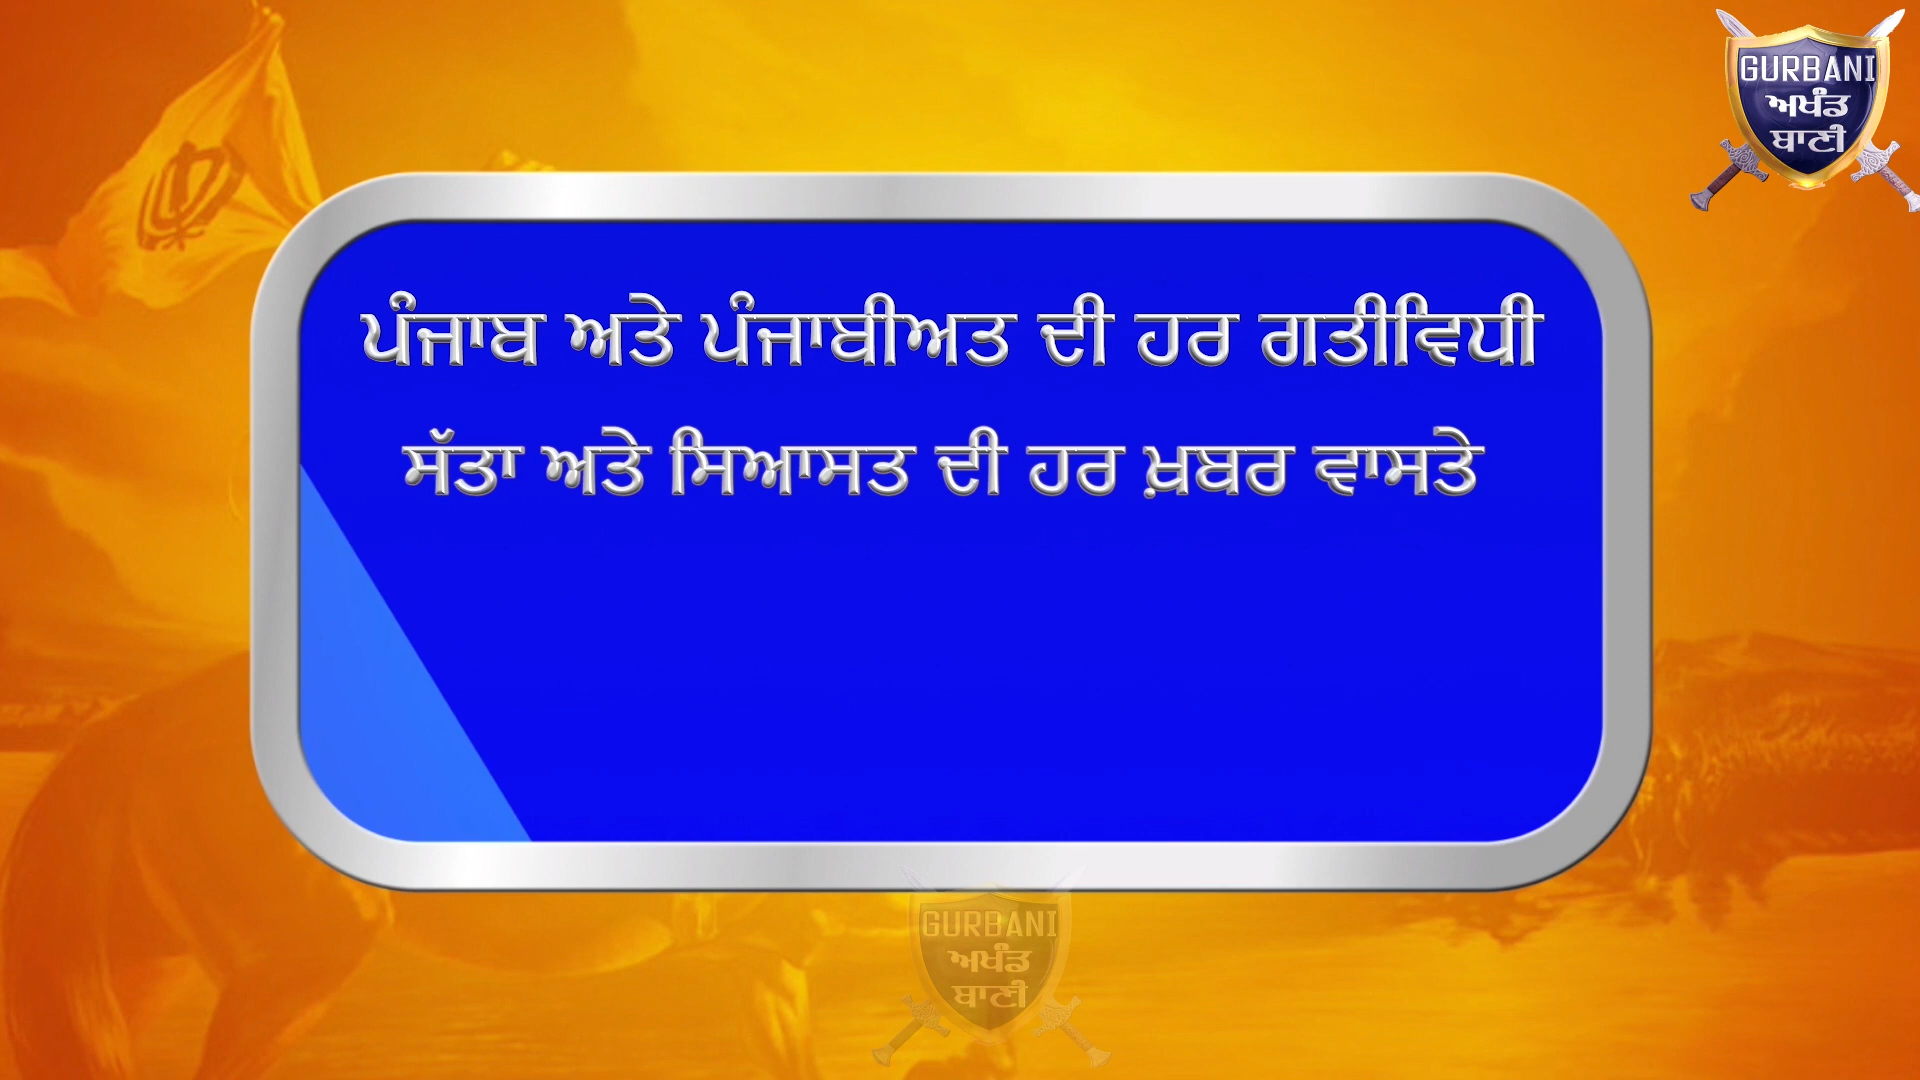 GURBANI
ਅਖੰਡ
ਬਾਣੀ
ਪੰਜਾਬ ਅਤੇ ਪੰਜਾਬੀਅਤ ਦੀ ਹਰ ਗਤੀਵਿਧੀ
ਸੱਤਾ ਅਤੇ ਸਿਆਸਤ ਦੀ ਹਰ ਖ਼ਬਰ ਵਾਸਤੇ
GURBANI
ਅਖੰਡ
ਬਾਣੀ